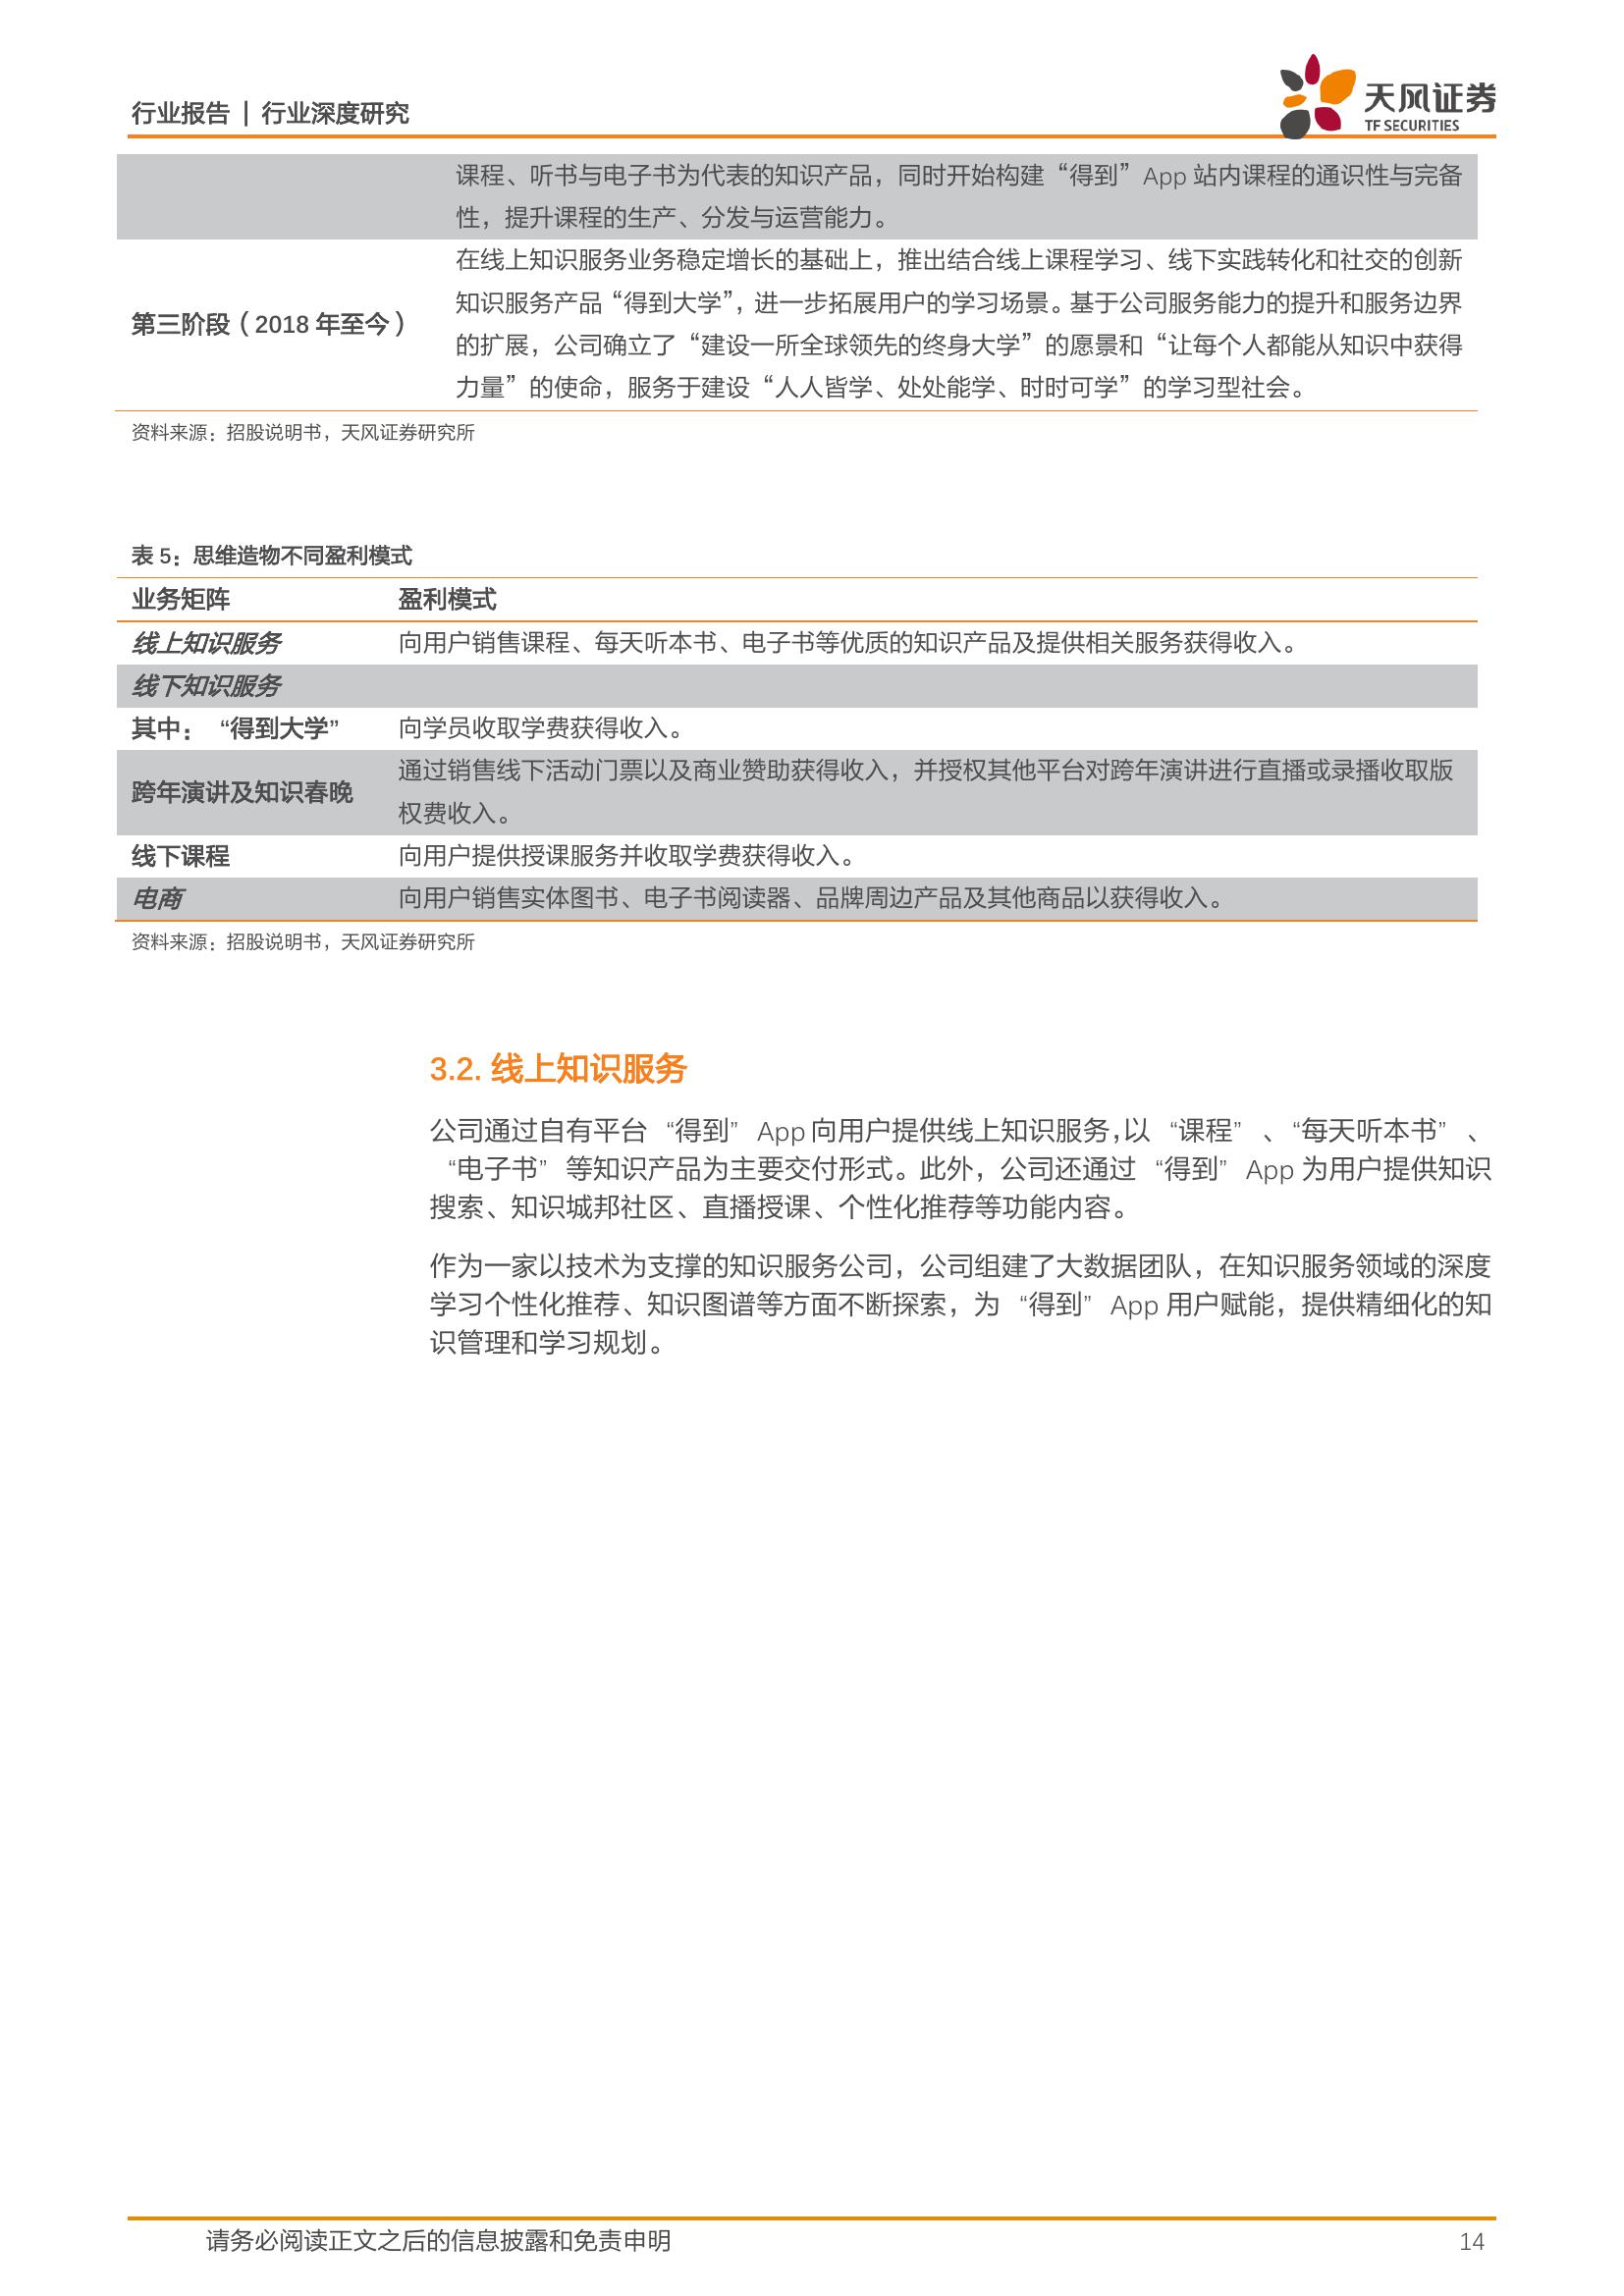 行业报告 | 行业深度研究
天风证券
TF SECURITIES
课程、听书与电子书为代表的知识产品，同时开始构建“得到”App 站内课程的通识性与完备
性，提升课程的生产、分发与运营能力。
第三阶段（2018 年至今）
在线上知识服务业务稳定增长的基础上，推出结合线上课程学习、线下实践转化和社交的创新
知识服务产品“得到大学”，进一步拓展用户的学习场景。基于公司服务能力的提升和服务边界
的扩展，公司确立了“建设一所全球领先的终身大学”的愿景和“让每个人都能从知识中获得
力量”的使命，服务于建设“人人皆学、处处能学、时时可学”的学习型社会。
资料来源：招股说明书，天风证券研究所
表 5：思维造物不同盈利模式
业务矩阵 盈利模式
线上知识服务 向用户销售课程、每天听本书、电子书等优质的知识产品及提供相关服务获得收入。
线下知识服务
其中：“得到大学” 向学员收取学费获得收入。
跨年演讲及知识春晚 通过销售线下活动门票以及商业赞助获得收入，并授权其他平台对跨年演讲进行直播或录播收取版
权费收入。
线下课程 向用户提供授课服务并收取学费获得收入。
电商 向用户销售实体图书、电子书阅读器、品牌周边产品及其他商品以获得收入。
资料来源：招股说明书，天风证券研究所
3.2. 线上知识服务
公司通过自有平台“得到”App 向用户提供线上知识服务，以“课程”、“每天听本书”、
“电子书”等知识产品为主要交付形式。此外，公司还通过“得到”App 为用户提供知识
搜索、知识城邦社区、直播授课、个性化推荐等功能内容。
作为一家以技术为支撑的知识服务公司，公司组建了大数据团队，在知识服务领域的深度
学习个性化推荐、知识图谱等方面不断探索，为“得到”App 用户赋能，提供精细化的知
识管理和学习规划。
请务必阅读正文之后的信息披露和免责申明 14